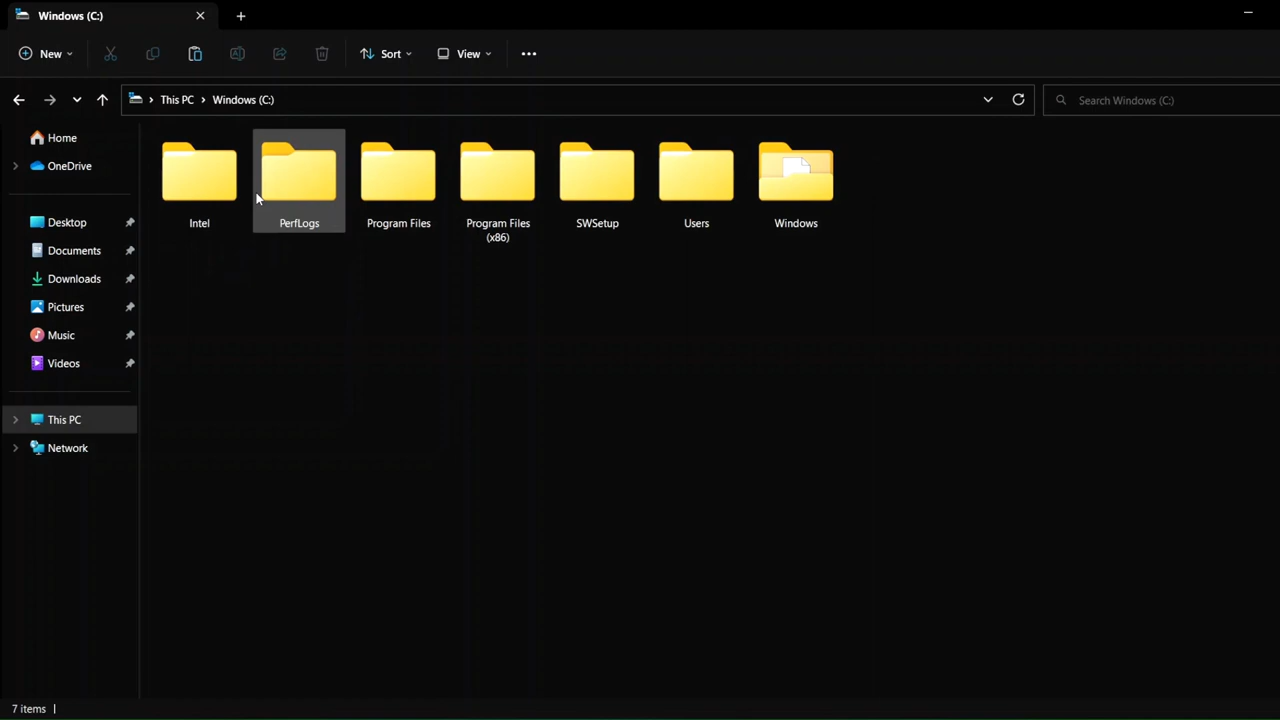 Windows (C:)
New
Sort
View
This PC
Windows (C:)
Search Windows (C:)
Home
OneDrive
Desktop
Documents
Downloads
Pictures
Music
Videos
This PC
Network
Intel
PerfLogs
Program Files
Program Files
(x86)
SWSetup
Users
Windows
7 items